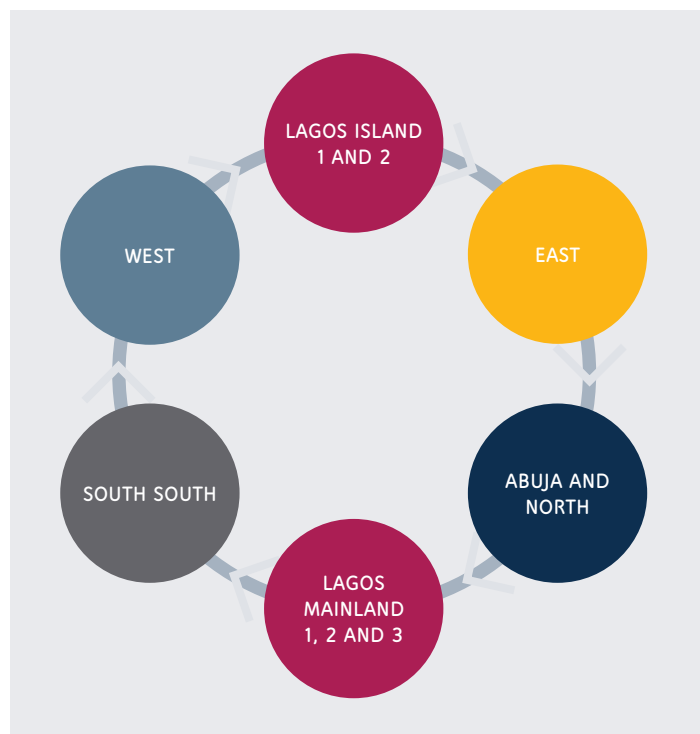 LAGOS ISLAND
1 AND 2
EAST
ABUJA AND
NORTH
LAGOS
MAINLAND
1, 2 AND 3
SOUTH SOUTH
WEST